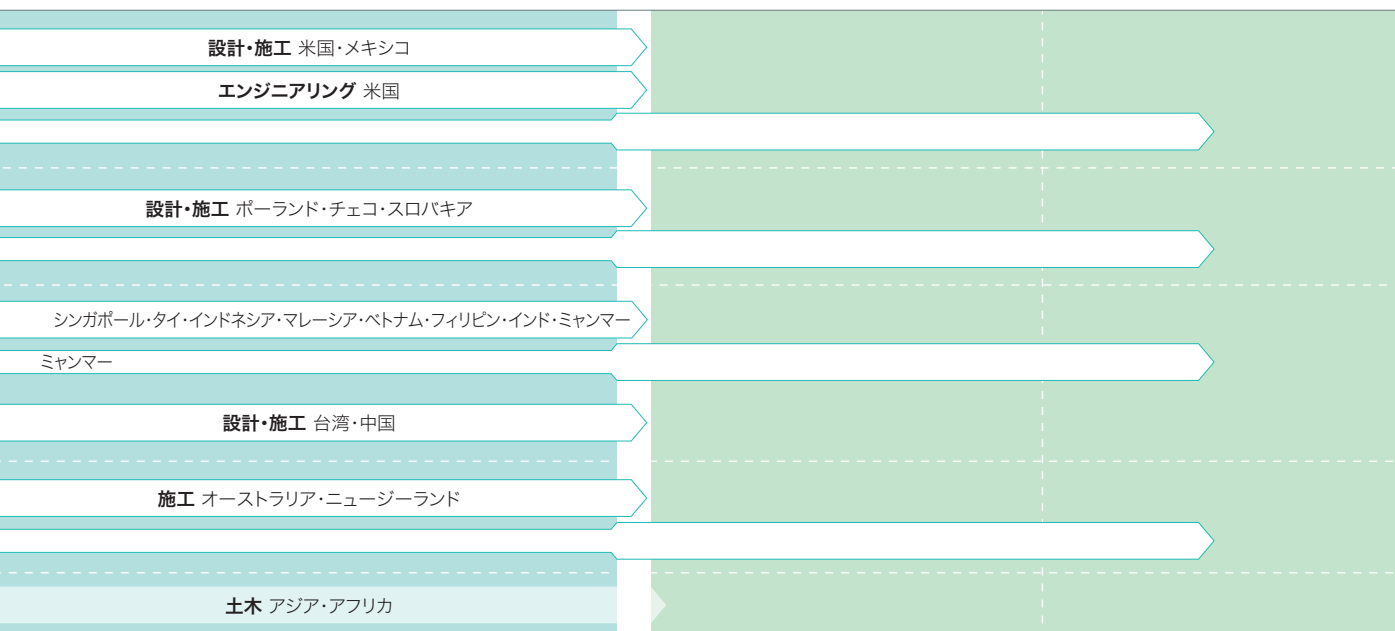 設計・施工 米国・メキシコ
エンジニアリング 米国
設計・施工 ポーランド・チェコ・スロバキア
シンガポール・タイ・インドネシア・マレーシア・ベトナム・フィリピン・インド・ミャンマー
ミャンマー
設計・施工 台湾・中国
施工 オーストラリア・ニュージーランド
土木 アジア・アフリカ